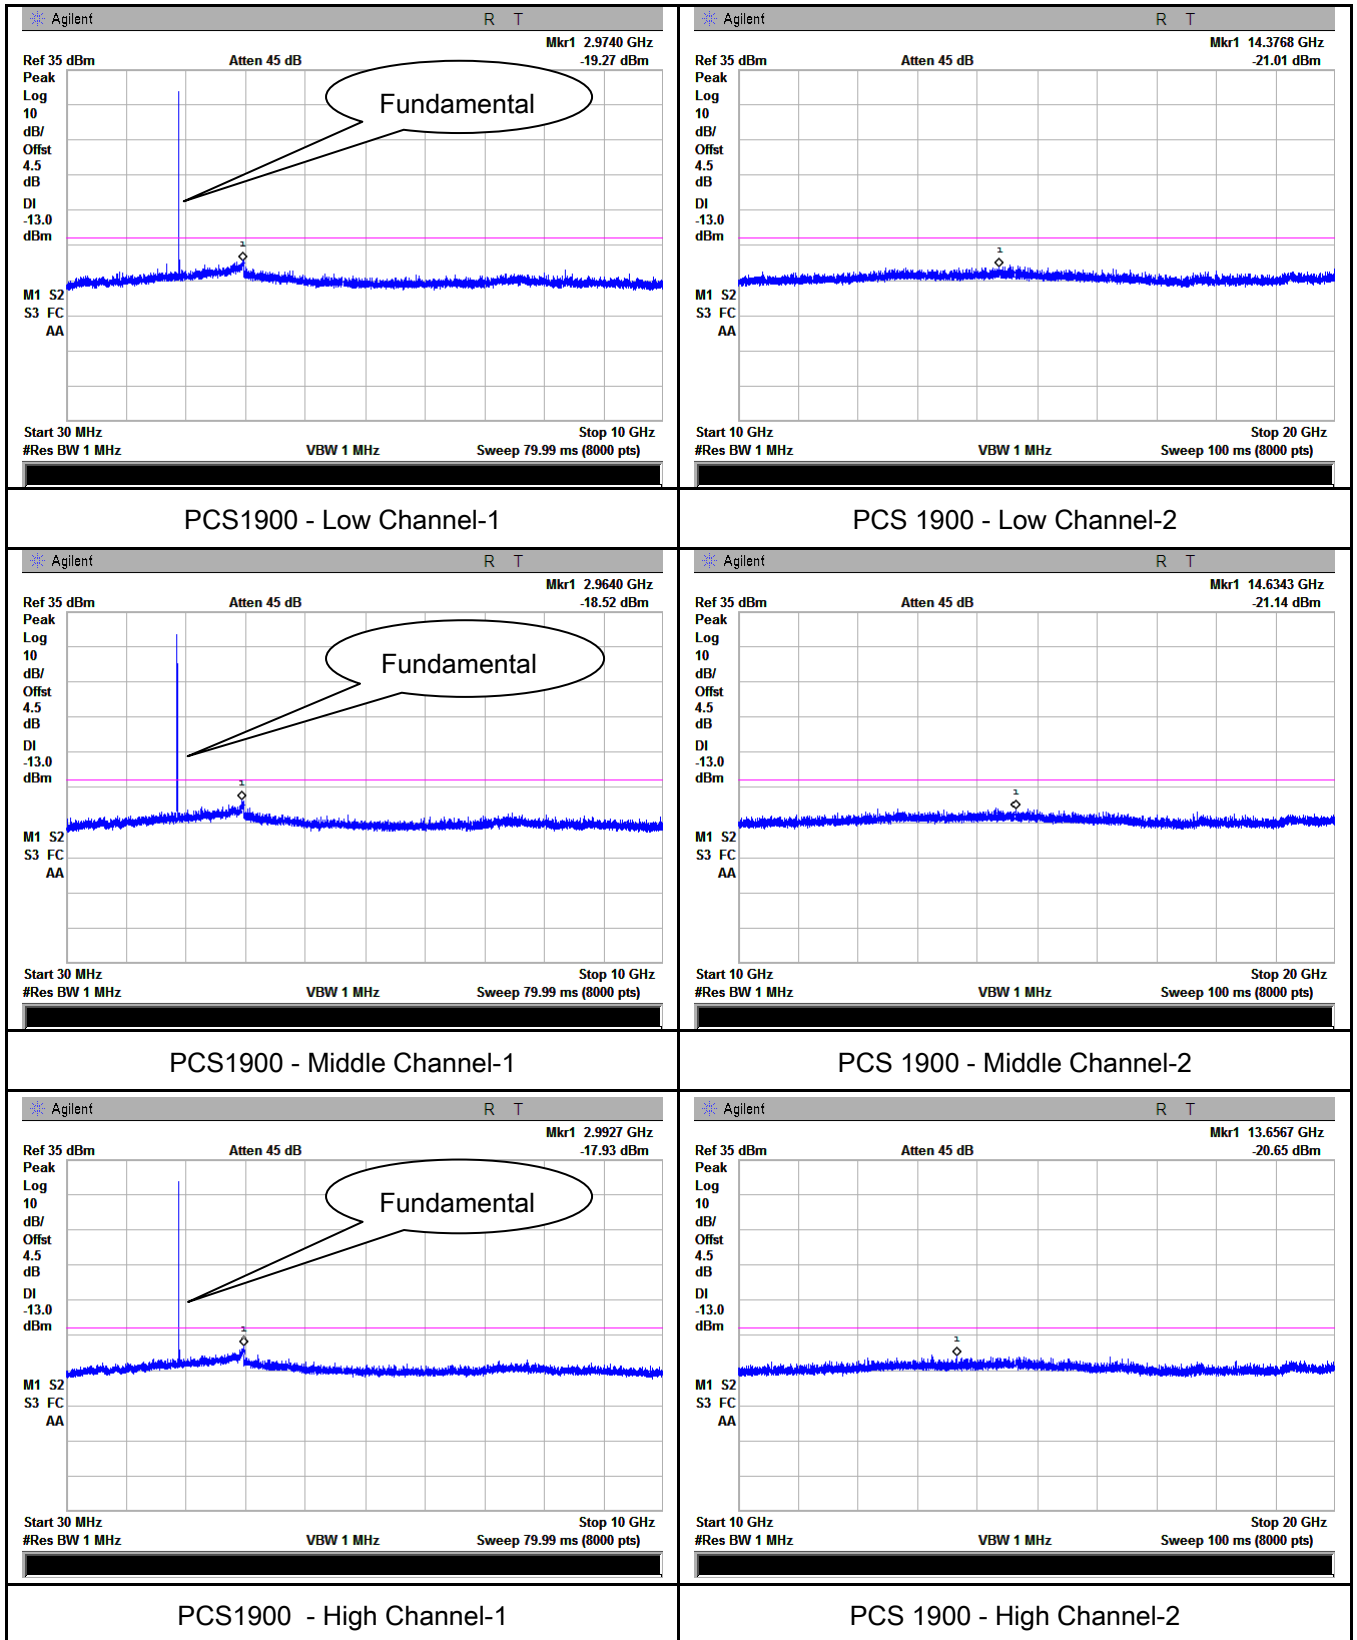 Agilent R T
Mkr1 2.9740 GHz
Ref 35 dBm Atten 45 dB -19.27 dBm
Peak
Log
10
dB/
Offst
4.5
dB
DI
-13.0
dBm
Fundamental
1
M1 S2
S3 FC
AA
Start 30 MHz Stop 10 GHz
#Res BW 1 MHz VBW 1 MHz Sweep 79.99 ms (8000 pts)
PCS1900 - Low Channel-1
Agilent R T
Mkr1 14.3768 GHz
Ref 35 dBm Atten 45 dB -21.01 dBm
Peak
Log
10
dB/
Offst
4.5
dB
DI
-13.0
dBm
1
M1 S2
S3 FC
AA
Start 10 GHz Stop 20 GHz
#Res BW 1 MHz VBW 1 MHz Sweep 100 ms (8000 pts)
PCS 1900 - Low Channel-2
Agilent R T
Mkr1 2.9640 GHz
Ref 35 dBm Atten 45 dB -18.52 dBm
Peak
Log
10
dB/
Offst
4.5
dB
DI
-13.0
dBm
Fundamental
1
M1 S2
S3 FC
AA
Start 30 MHz Stop 10 GHz
#Res BW 1 MHz VBW 1 MHz Sweep 79.99 ms (8000 pts)
PCS1900 - Middle Channel-1
Agilent R T
Mkr1 14.6343 GHz
Ref 35 dBm Atten 45 dB -21.14 dBm
Peak
Log
10
dB/
Offst
4.5
dB
DI
-13.0
dBm
1
M1 S2
S3 FC
AA
Start 10 GHz Stop 20 GHz
#Res BW 1 MHz VBW 1 MHz Sweep 100 ms (8000 pts)
PCS 1900 - Middle Channel-2
Agilent R T
Mkr1 2.9927 GHz
Ref 35 dBm Atten 45 dB -17.93 dBm
Peak
Log
10
dB/
Offst
4.5
dB
DI
-13.0
dBm
Fundamental
1
M1 S2
S3 FC
AA
Start 30 MHz Stop 10 GHz
#Res BW 1 MHz VBW 1 MHz Sweep 79.99 ms (8000 pts)
PCS1900 - High Channel-1
Agilent R T
Mkr1 13.6567 GHz
Ref 35 dBm Atten 45 dB -20.65 dBm
Peak
Log
10
dB/
Offst
4.5
dB
DI
-13.0
dBm
1
M1 S2
S3 FC
AA
Start 10 GHz Stop 20 GHz
#Res BW 1 MHz VBW 1 MHz Sweep 100 ms (8000 pts)
PCS 1900 - High Channel-2